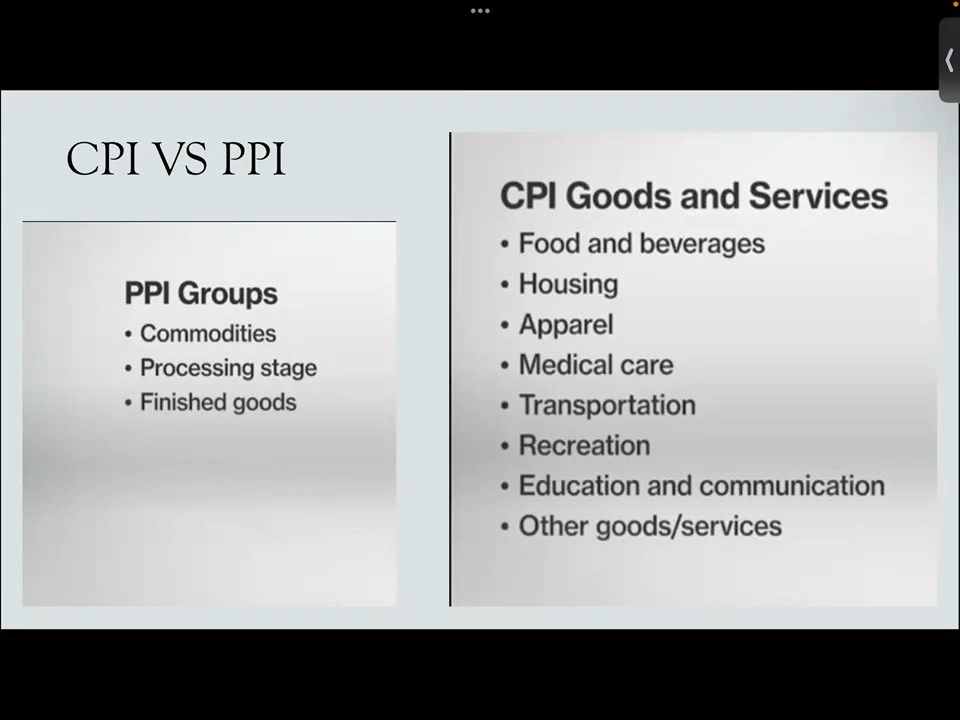 CPI VS PPI
PPI Groups
• Commodities
• Processing stage
• Finished goods
CPI Goods and Services
• Food and beverages
• Housing
• Apparel
• Medical care
• Transportation
• Recreation
• Education and communication
• Other goods/services